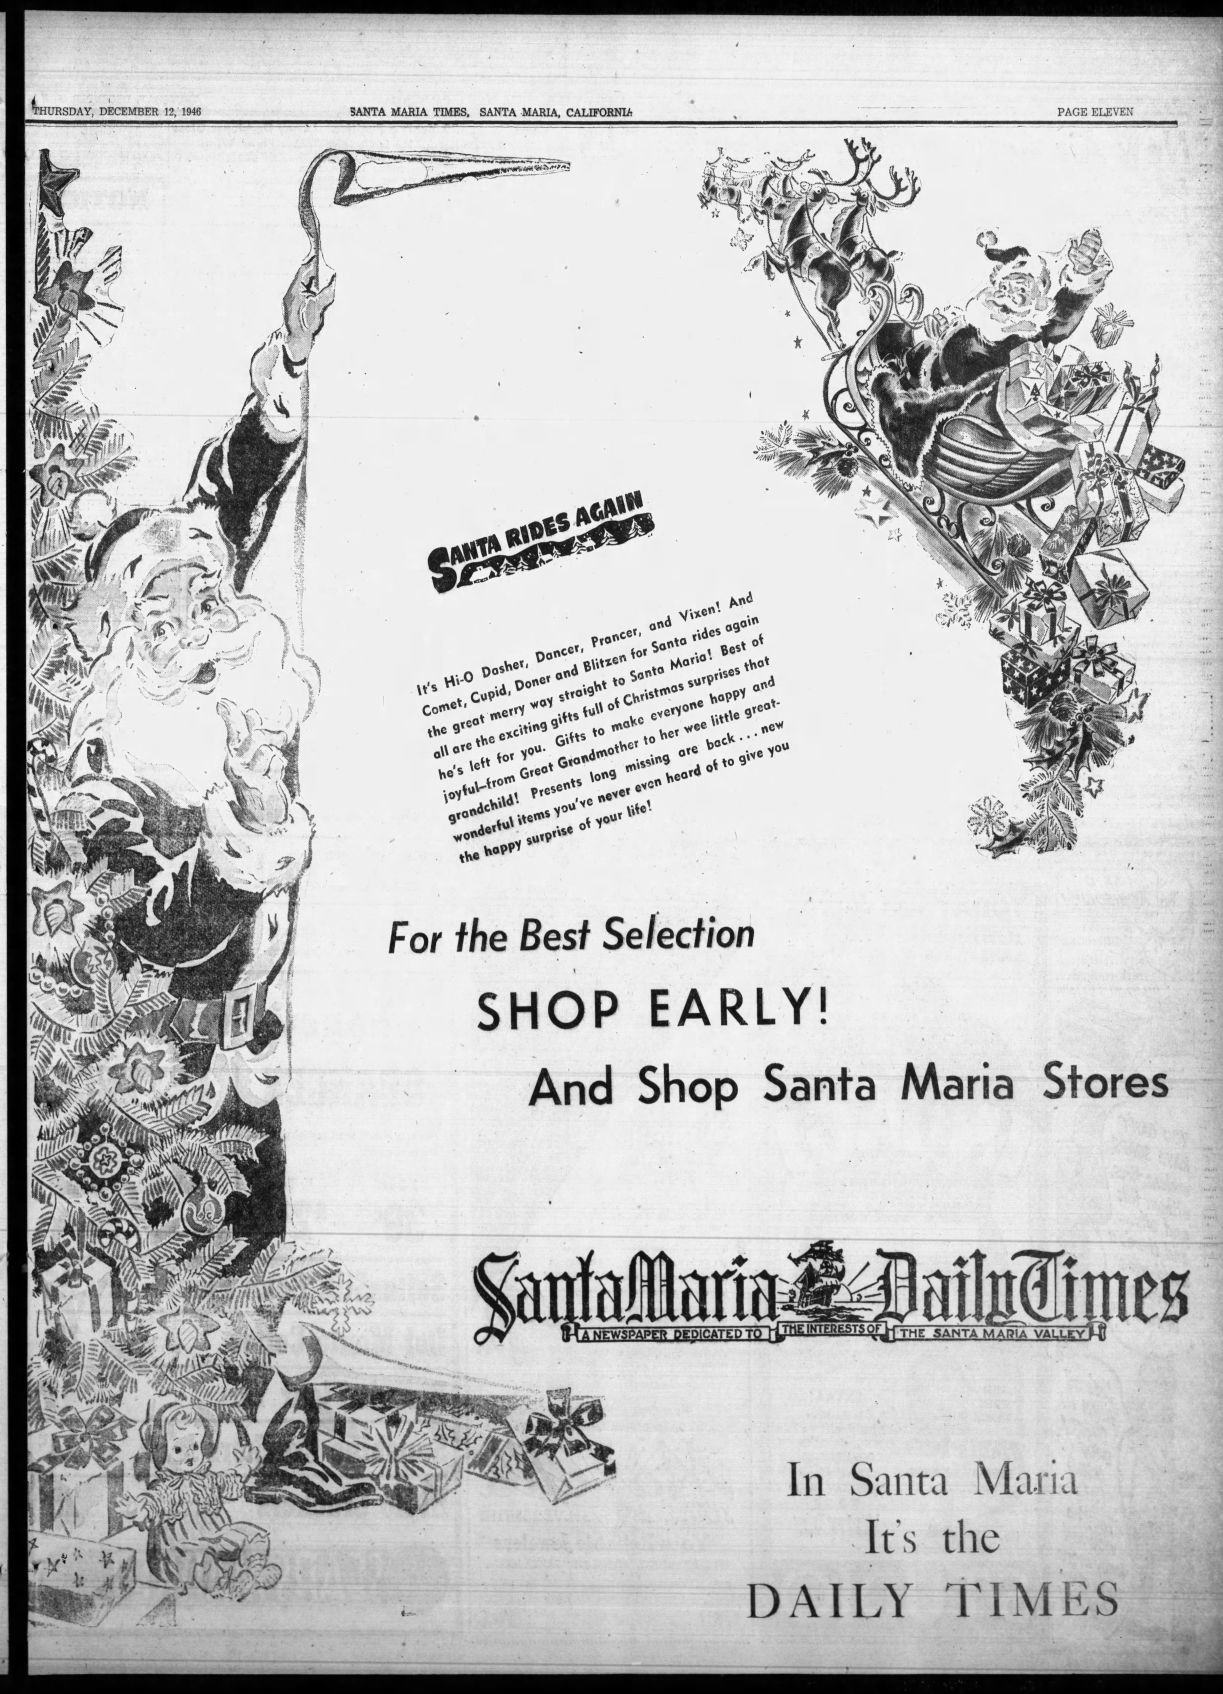 THURSDAY, DECEMBER 12, 1946
SANTA MARIA TIMES, SANTA MARIA, CALIFORNIA
PAGE ELEVEN
SANTA RIDES AGAIN
It's Hi-O Dasher, Dancer, Prancer, and Vixen! And
Comet, Cupid, Doner and Blitzen for Santa rides again
the great merry way straight to Santa Maria! Best of
all are the exciting gifts full of Christmas surprises that
he's left for you. Gifts to make everyone happy and
joyful—from Great Grandmother to her wee little great-
grandchild! Presents long missing are back . . . new
wonderful items you've never even heard of to give you
the happy surprise of your life!
For the Best Selection
SHOP EARLY!
And Shop Santa Maria Stores
Santa Maria Daily Times
A NEWSPAPER DEDICATED TO THE INTERESTS OF THE SANTA MARIA VALLEY
In Santa Maria
It's the
DAILY TIMES